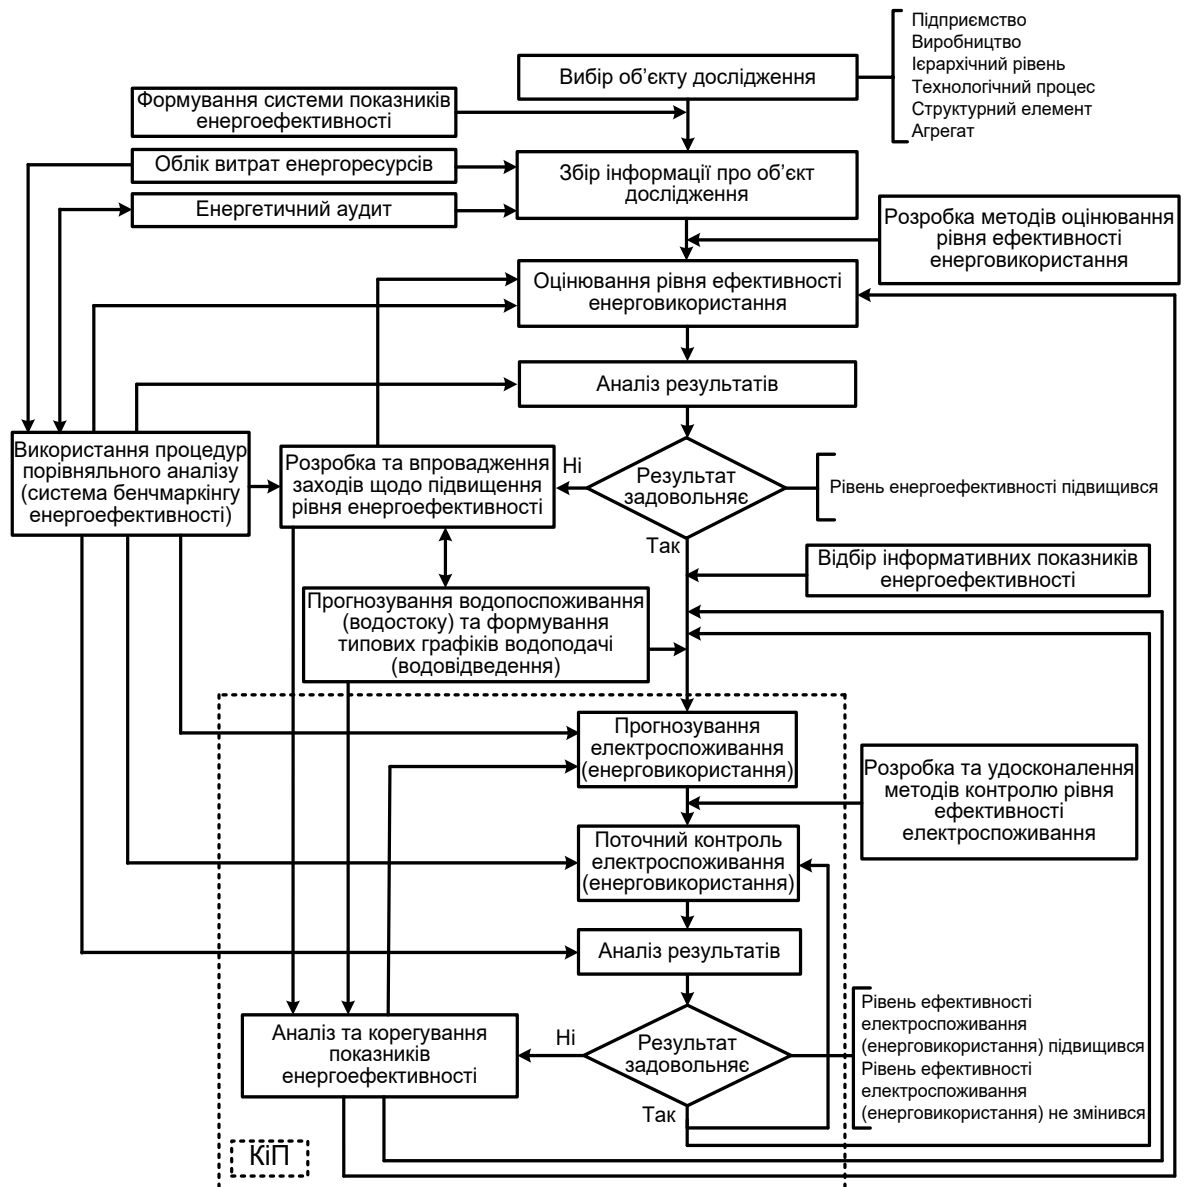 Підприємство
Виробництво
Ієрархічний рівень
Технологічний процес
Структурний елемент
Агрегат
Вибір об’єкту дослідження
Формування системи показників
енергоефективності
Облік витрат енергоресурсів
Збір інформації про об’єкт
дослідження
Енергетичний аудит
Розробка методів оцінювання
рівня ефективності
енерговикористання
Оцінювання рівня ефективності
енерговикористання
Аналіз результатів
Використання процедур
порівняльного аналізу
(система бенчмаркінгу
енергоефективності)
Розробка та впровадження
заходів щодо підвищення
рівня енергоефективності
Ні
Результат
задовольняє
Рівень енергоефективності підвищився
Так
Відбір інформативних показників
енергоефективності
Прогнозування водопоспоживання
(водостоку) та формування
типових графіків водоподачі
(водовідведення)
Прогнозування
електроспоживання
(енерговикористання)
Розробка та удосконалення
методів контролю рівня
ефективності
електроспоживання
Поточний контроль
електроспоживання
(енерговикористання)
Аналіз результатів
Аналіз та корегування
показників
енергоефективності
Ні
Результат
задовольняє
Рівень ефективності
електроспоживання
(енерговикористання) підвищився
Рівень ефективності
електроспоживання
(енерговикористання) не змінився
Так
КіП